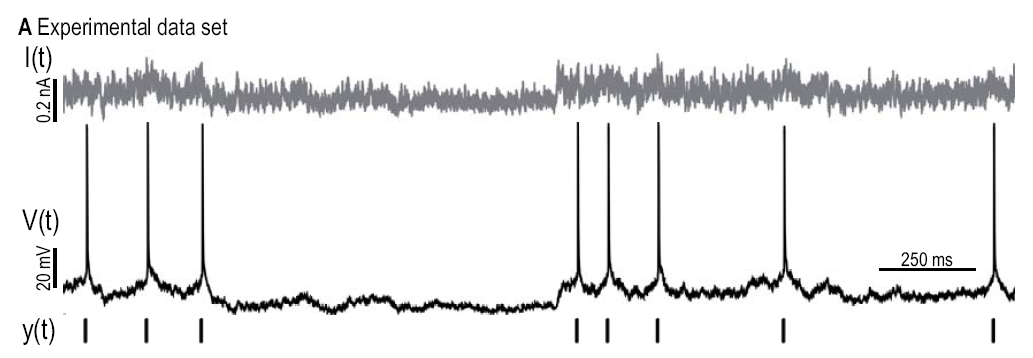 A Experimental data set
I(t)
0.2 nA
V(t)
20 mV
250 ms
y(t)